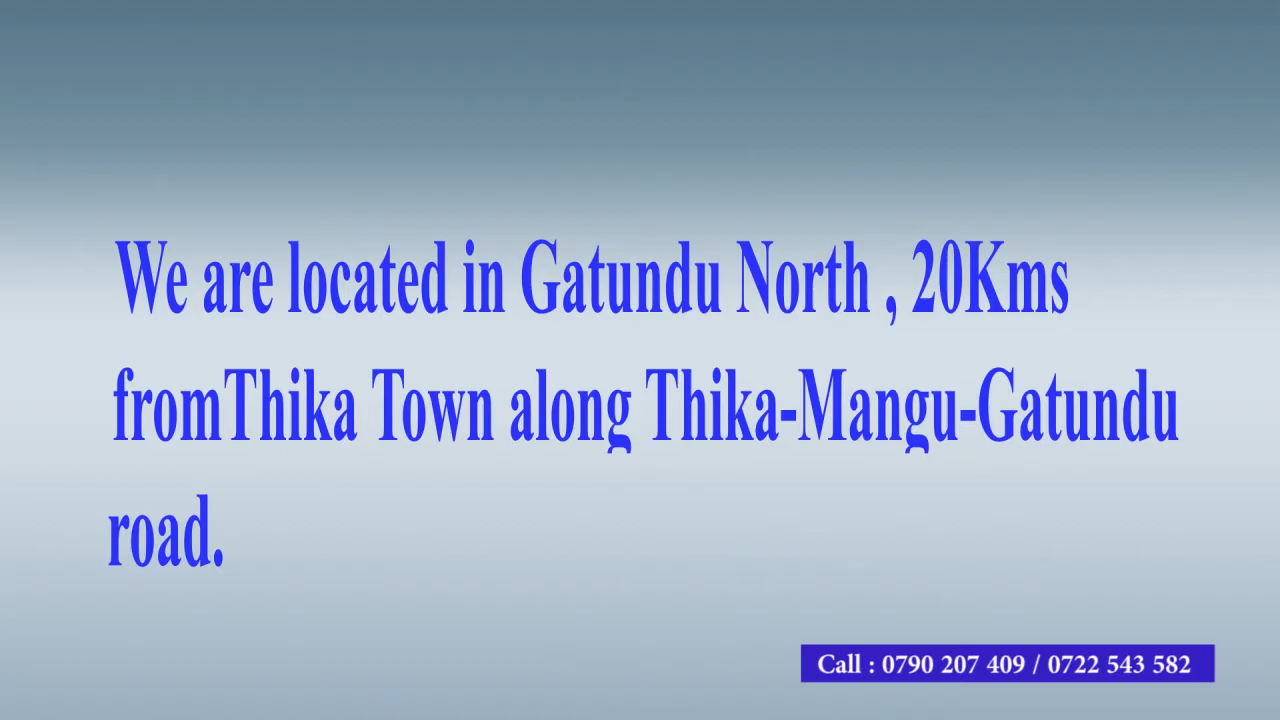 We are located in Gatundu North , 20Kms
fromThika Town along Thika-Mangu-Gatundu
road.
Call : 0790 207 409 / 0722 543 582